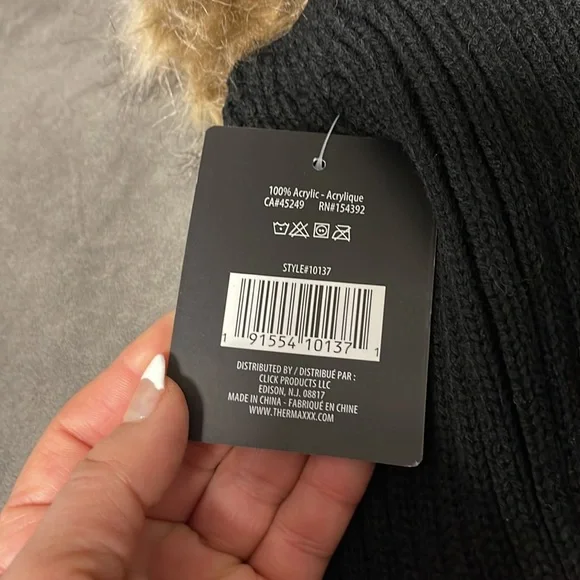 100% Acrylic - Acrylique
CA#45249 RN#154392
STYLE#10137
1 91554 10137 1
DISTRIBUTED BY / DISTRIBUÉ PAR :
CLICK PRODUCTS LLC
EDISON, N.J. 08817
MADE IN CHINA - FABRIQUÉ EN CHINE
WWW.THERMAXXX.COM